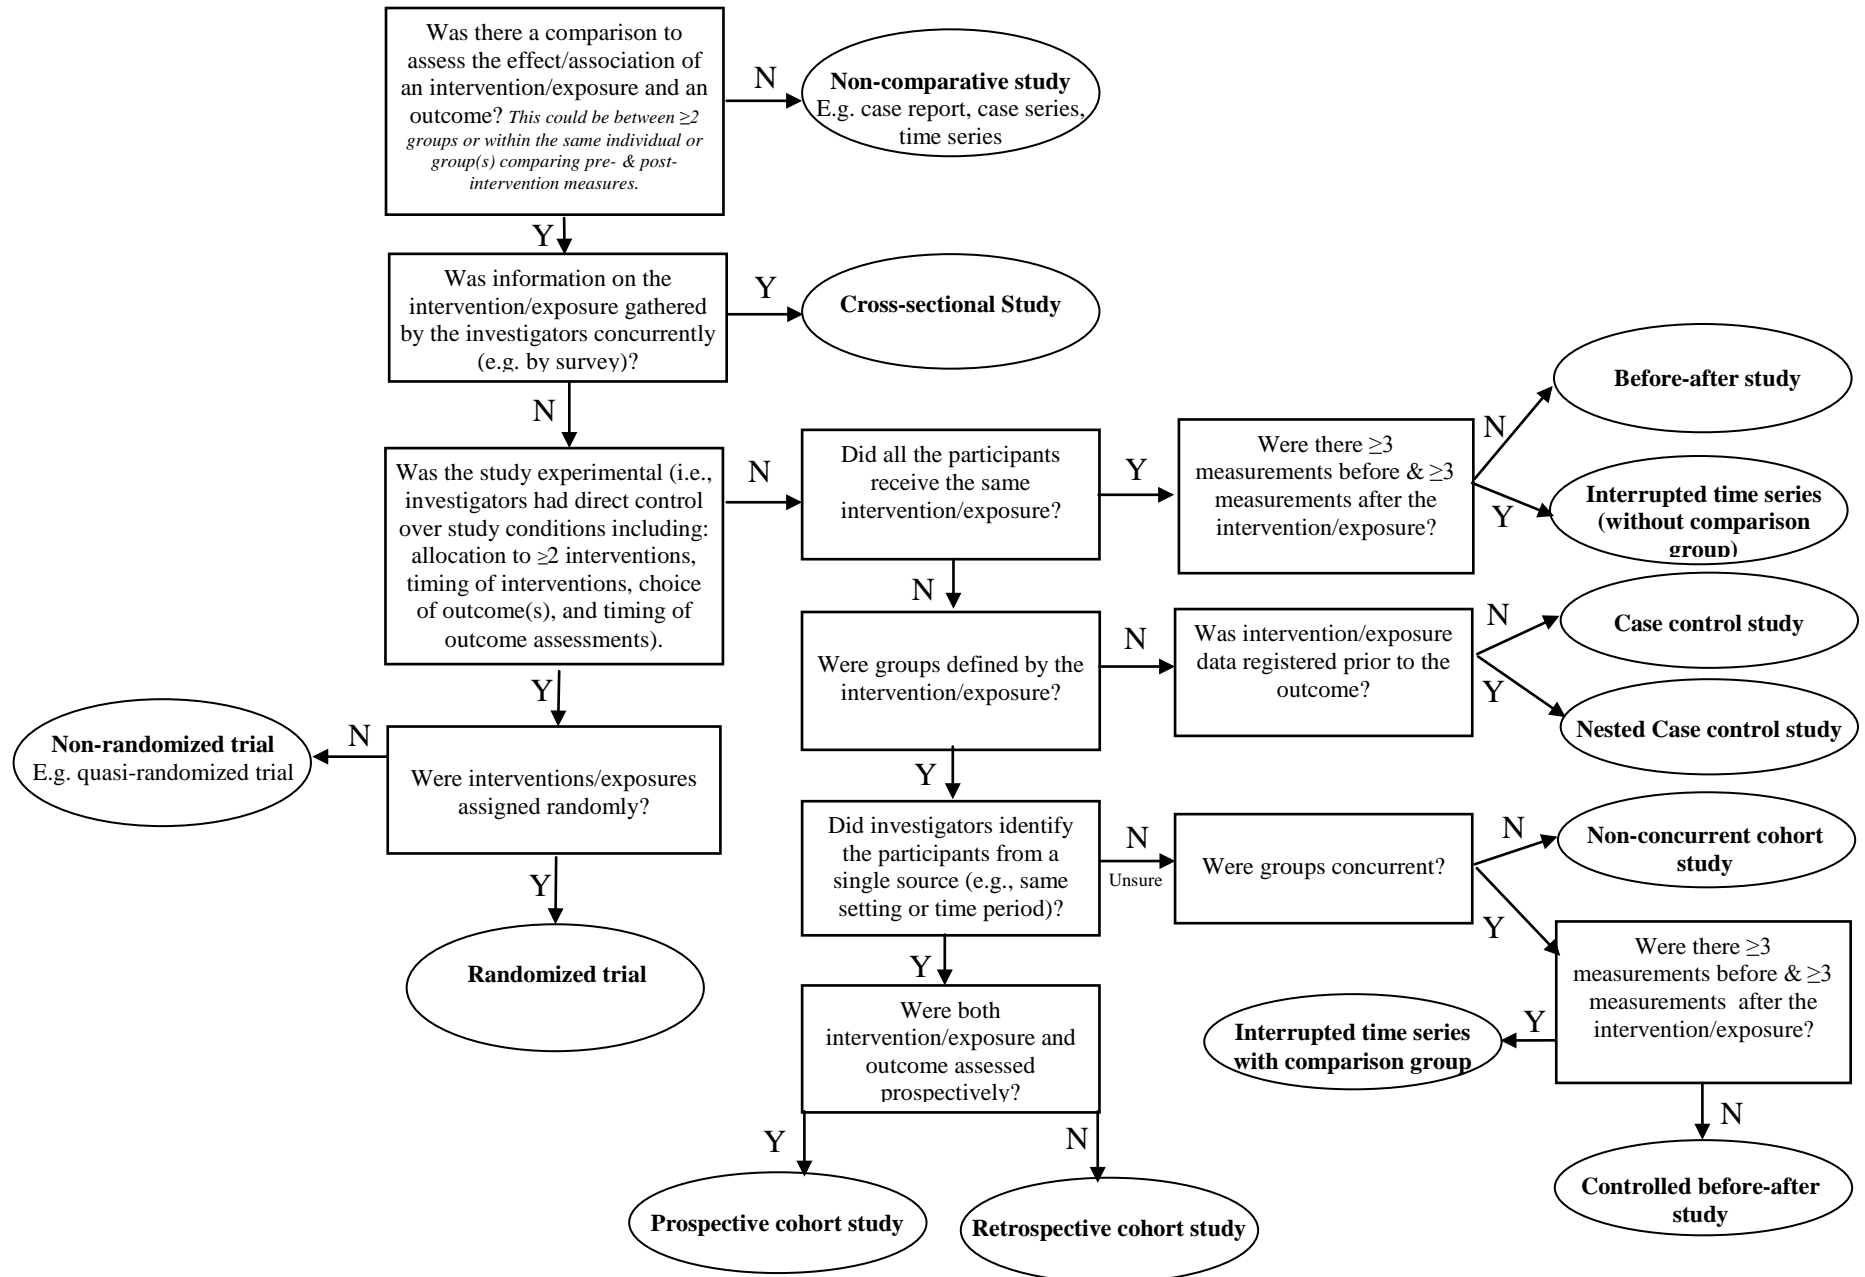 Was there a comparison to
assess the effect/association of
an intervention/exposure and an
outcome? This could be between ≥2
groups or within the same individual or
group(s) comparing pre- & post-
intervention measures.
N
Non-comparative study
E.g. case report, case series,
time series
Y
Was information on the
intervention/exposure gathered
by the investigators concurrently
(e.g. by survey)?
Y
Cross-sectional Study
N
Was the study experimental (i.e.,
investigators had direct control
over study conditions including:
allocation to ≥2 interventions,
timing of interventions, choice
of outcome(s), and timing of
outcome assessments).
N
Did all the participants
receive the same
intervention/exposure?
Y
Were there ≥3
measurements before & ≥3
measurements after the
intervention/exposure?
N
Before-after study
Y
Interrupted time series
(without comparison
group)
N
Were groups defined by the
intervention/exposure?
N
Was intervention/exposure
data registered prior to the
outcome?
N
Case control study
Y
Nested Case control study
Y
Were interventions/exposures
assigned randomly?
N
Non-randomized trial
E.g. quasi-randomized trial
Y
Randomized trial
Y
Did investigators identify
the participants from a
single source (e.g., same
setting or time period)?
N
Unsure
Were groups concurrent?
N
Non-concurrent cohort
study
Y
Were there ≥3
measurements before & ≥3
measurements after the
intervention/exposure?
Y
Interrupted time series
with comparison group
N
Controlled before-after
study
Y
Were both
intervention/exposure and
outcome assessed
prospectively?
Y
Prospective cohort study
N
Retrospective cohort study